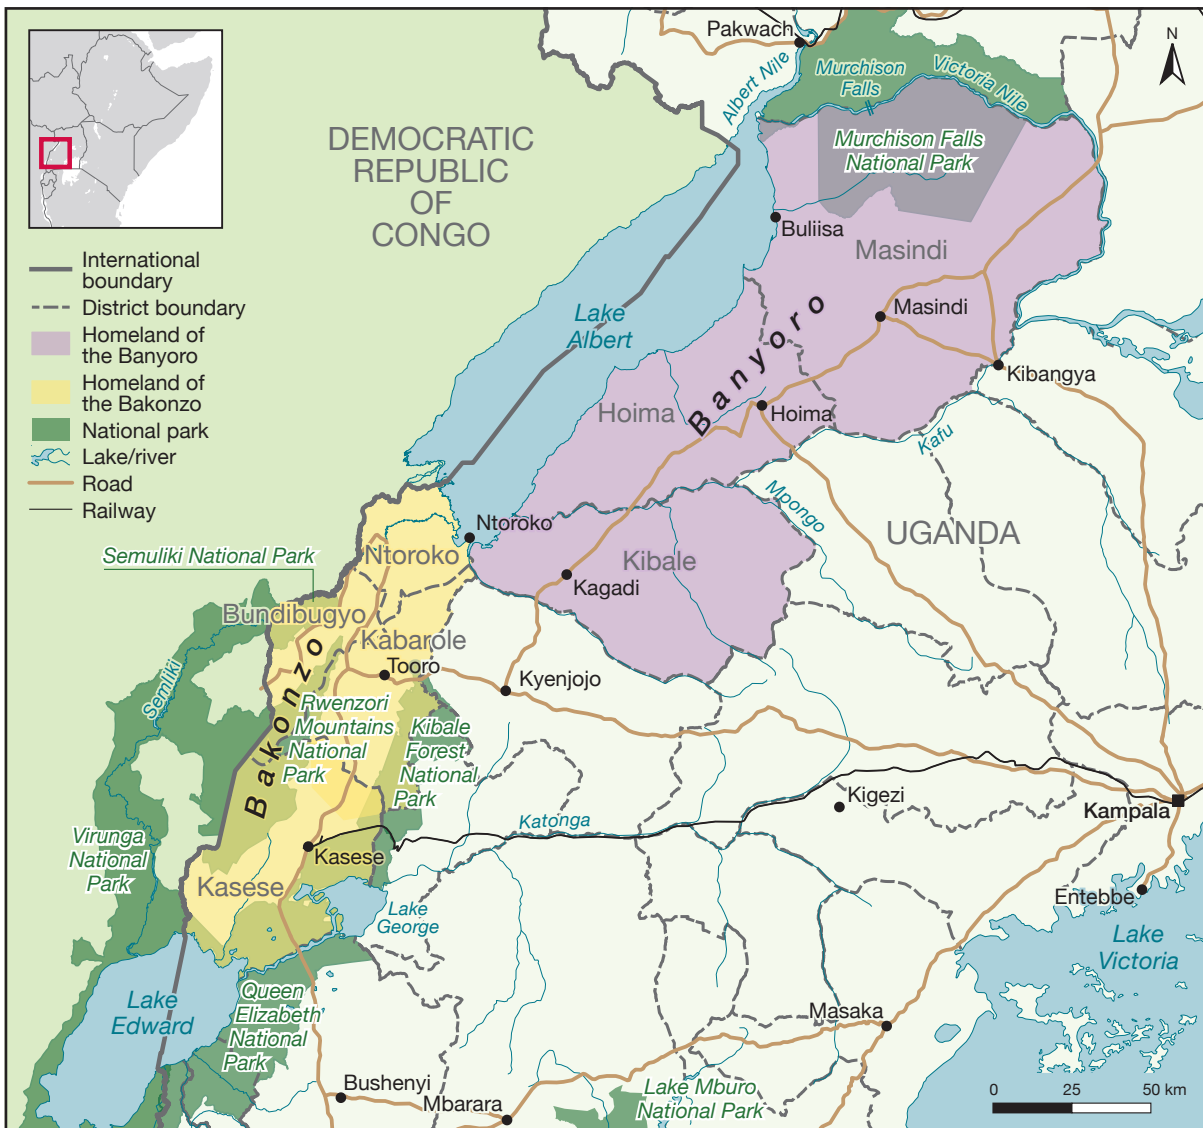 Pakwach
N
Albert Nile
Murchison
Falls
Victoria Nile
DEMOCRATIC
REPUBLIC
OF
CONGO
Murchison Falls
National Park
Buliisa
Masindi
International
boundary
District boundary
Homeland of
the Banyoro
Homeland of
the Bakonzo
National park
Lake/river
Road
Railway
Lake
Albert
Masindi
Banyoro
Kibangya
Hoima
Hoima
Kafu
Mpongo
UGANDA
Ntoroko
Ntoroko
Kibale
Kagadi
Semuliki National Park
Bundibugyo
Kabarole
Tooro
Kyenjojo
Semliki
Bakonzo
Rwenzori
Mountains
National
Park
Kibale
Forest
National
Park
Kigezi
Kampala
Katonga
Virunga
National
Park
Kasese
Kasese
Lake
George
Entebbe
Lake
Victoria
Lake
Edward
Queen
Elizabeth
National
Park
Masaka
Bushenyi
Mbarara
Lake Mburo
National Park
0 25 50 km